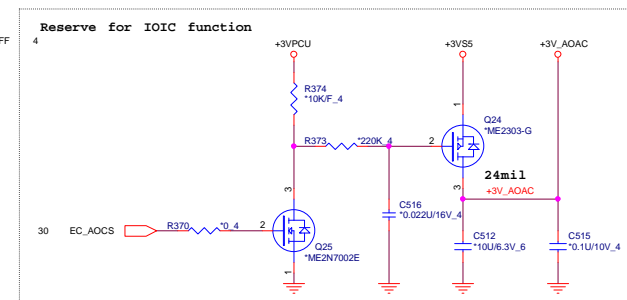 Reserve for IOIC function
FF
4
+3VPCU
+3VS5
+3V_AOAC
R374
*10K/F_4
1
Q24
*ME2303-G
R373
*220K_4
2
24mil
3
3
+3V_AOAC
C516
*0.022U/16V_4
30
EC_AOCS
R370
*0_4
2
C512
*10U/6.3V_6
C515
*0.1U/10V_4
Q25
*ME2N7002E
1